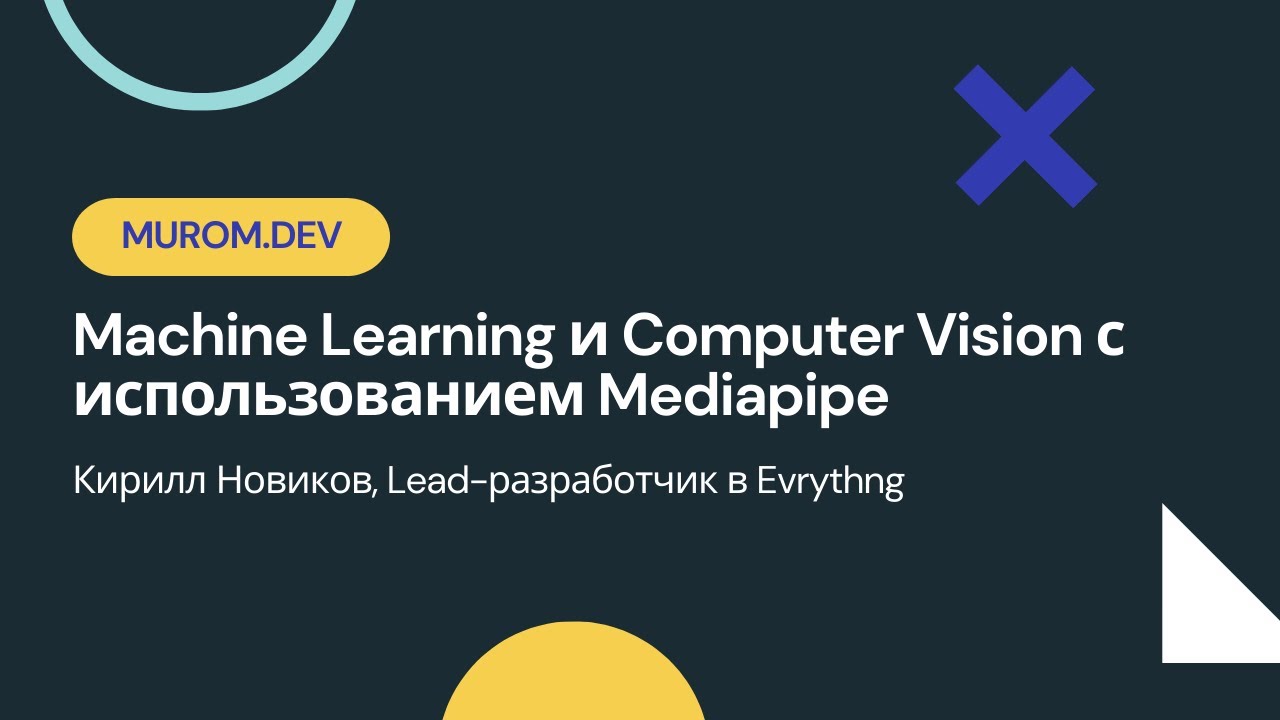 MUROM.DEV
Machine Learning и Computer Vision с
использованием Mediapipe
Кирилл Новиков, Lead-разработчик в Evrythng